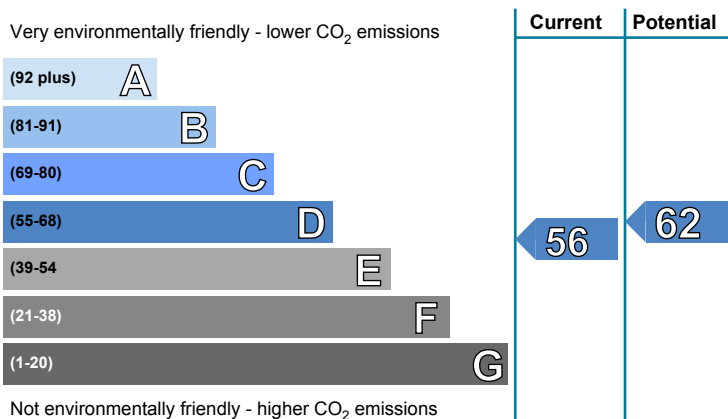 Current Potential
Very environmentally friendly - lower CO2 emissions
(92 plus) A
(81-91) B
(69-80) C
(55-68) D
56 62
(39-54 E
(21-38) F
(1-20) G
Not environmentally friendly - higher CO2 emissions